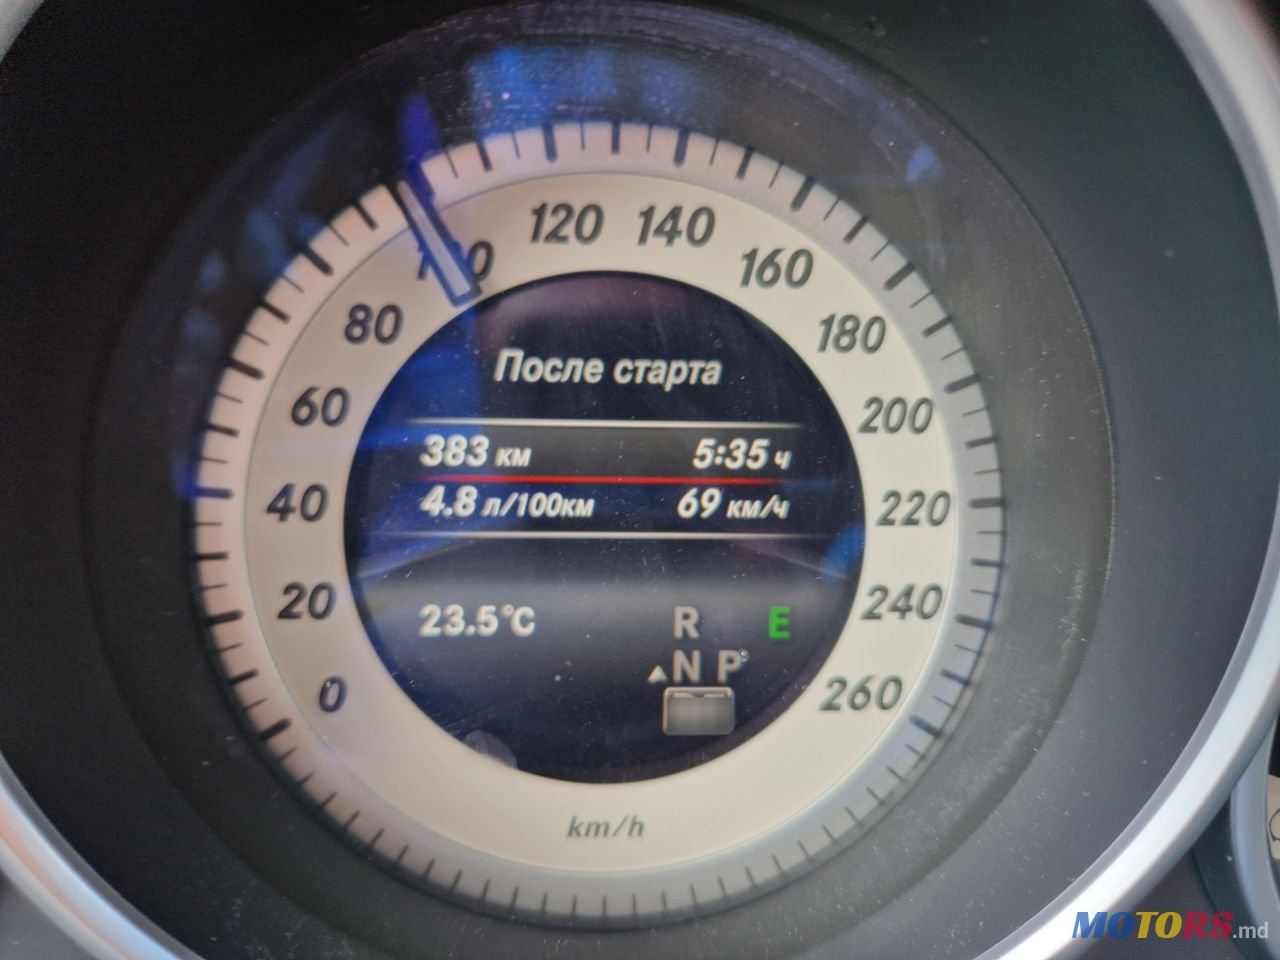 120 140
100 160
80 180
После старта
60 200
383 км 5:35 ч
4.8 л/100км 69 км/ч
40 220
20 240
23.5°C R E
N P
0 260
km/h
MOTORS.md